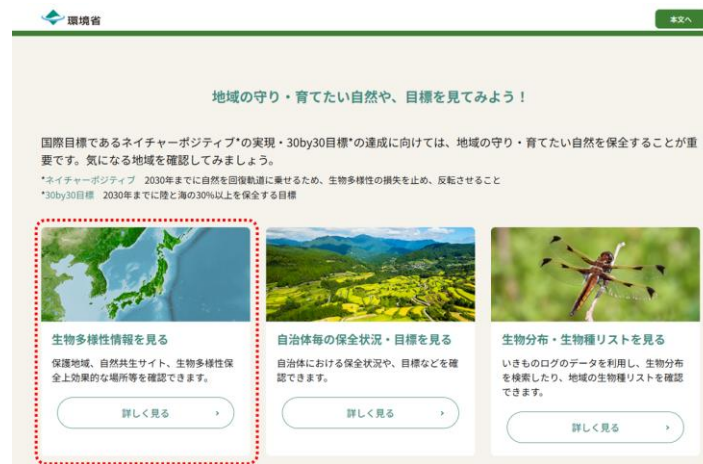 環境省
本文へ
地域の守り・育てたい自然や、目標を見てみよう！
国際目標であるネイチャーポジティブ*の実現・30by30目標*の達成に向けては、地域の守り・育てたい自然を保全することが重
要です。気になる地域を確認してみましょう。
*ネイチャーポジティブ 2030年までに自然を回復軌道に乗せるため、生物多様性の損失を止め、反転させること
*30by30目標 2030年までに陸と海の30%以上を保全する目標
生物多様性情報を見る
保護地域、自然共生サイト、生物多様性保
全上効果的な場所等を確認できます。
詳しく見る
自治体毎の保全状況・目標を見る
自治体における保全状況や、目標などを確
認できます。
詳しく見る
生物分布・生物種リストを見る
いきものログのデータを利用し、生物分布
を検索したり、地域の生物種リストを確認
できます。
詳しく見る